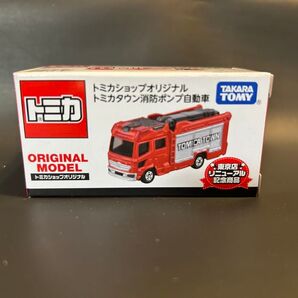 トミカ
トミカショップオリジナル
トミカタウン消防ポンプ自動車
TAKARA
TOMY
ORIGINAL
MODEL
トミカショップオリジナル
TOMICATOWN
東京店
リニューアル
記念商品